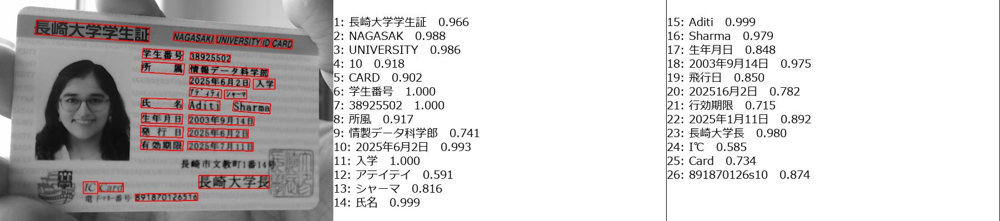 長崎大学学生証
NAGASAKI UNIVERSITY ID CARD
学生番号 38925502
所 属 情報データ科学部
2025年6月2日 入学
アディティ シャーマ
氏 名 Aditi Sharma
生年月日 2003年9月14日
発行日 2025年6月2日
有効期限 2025年7月11日
長崎市文教町1番14号
長崎大学長
IC Card
電子マネー番号 891870126516
1: 長崎大学学生証 0.966
2: NAGASAK 0.988
3: UNIVERSITY 0.986
4: 10 0.918
5: CARD 0.902
6: 学生番号 1.000
7: 38925502 1.000
8: 所風 0.917
9: 情製データ科学郎 0.741
10: 2025年6月2日 0.993
11: 入学 1.000
12: アテイテイ 0.591
13: シャーマ 0.816
14: 氏名 0.999
15: Aditi 0.999
16: Sharma 0.979
17: 生年月日 0.848
18: 2003年9月14日 0.975
19: 飛行日 0.850
20: 202516月2日 0.782
21: 行効期限 0.715
22: 2025年1月11日 0.892
23: 長崎大学長 0.980
24: I℃ 0.585
25: Card 0.734
26: 891870126s10 0.874